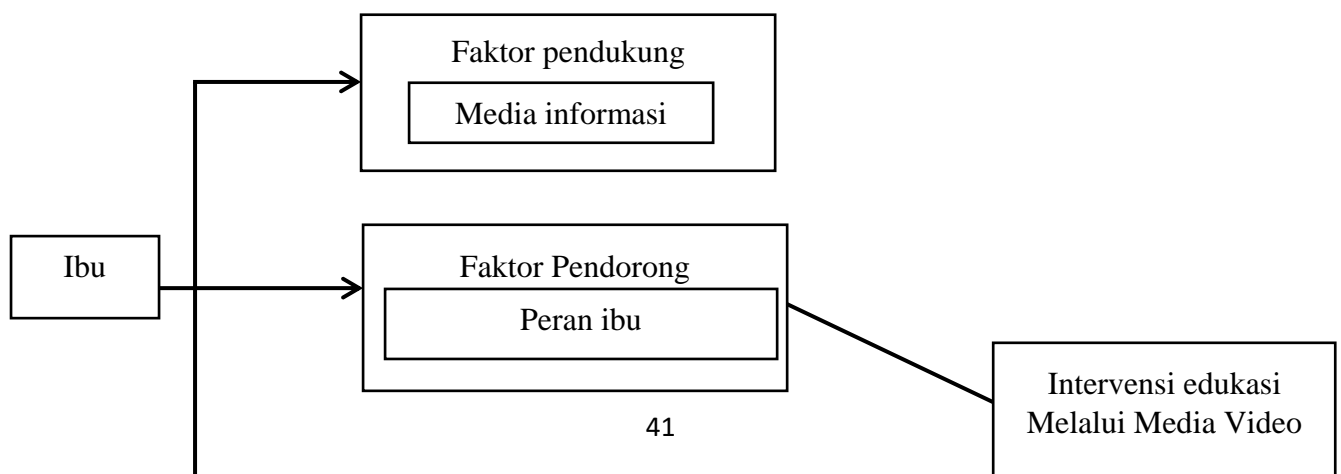 Faktor pendukung
Media informasi
Ibu
Faktor Pendorong
Peran ibu
Intervensi edukasi
Melalui Media Video
41